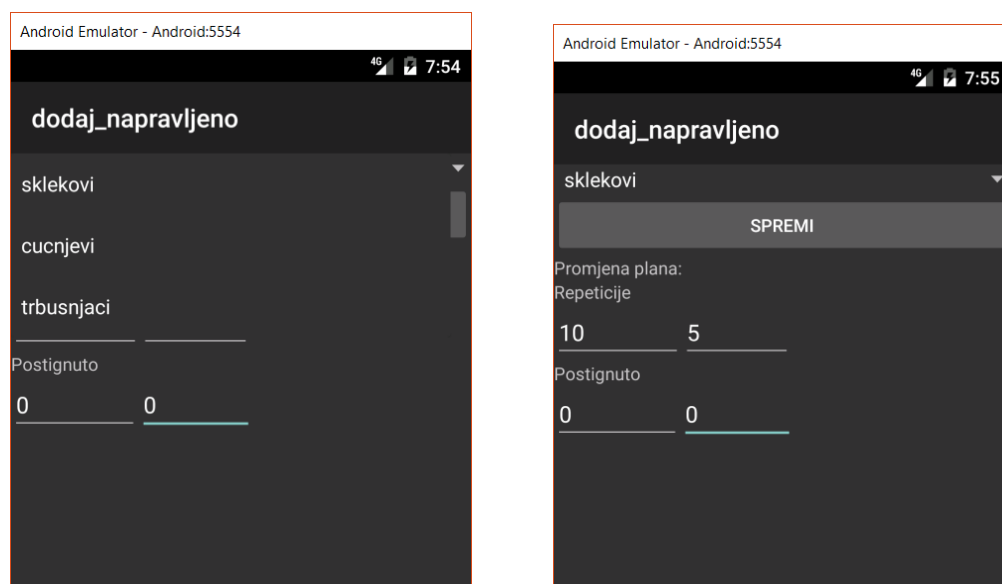 Android Emulator - Android:5554
4G 7:54
dodaj_napravljeno
sklekovi
cucnjevi
trbusnjaci
Postignuto
0 0
Android Emulator - Android:5554
4G 7:55
dodaj_napravljeno
sklekovi
SPREMI
Promjena plana:
Repeticije
10 5
Postignuto
0 0